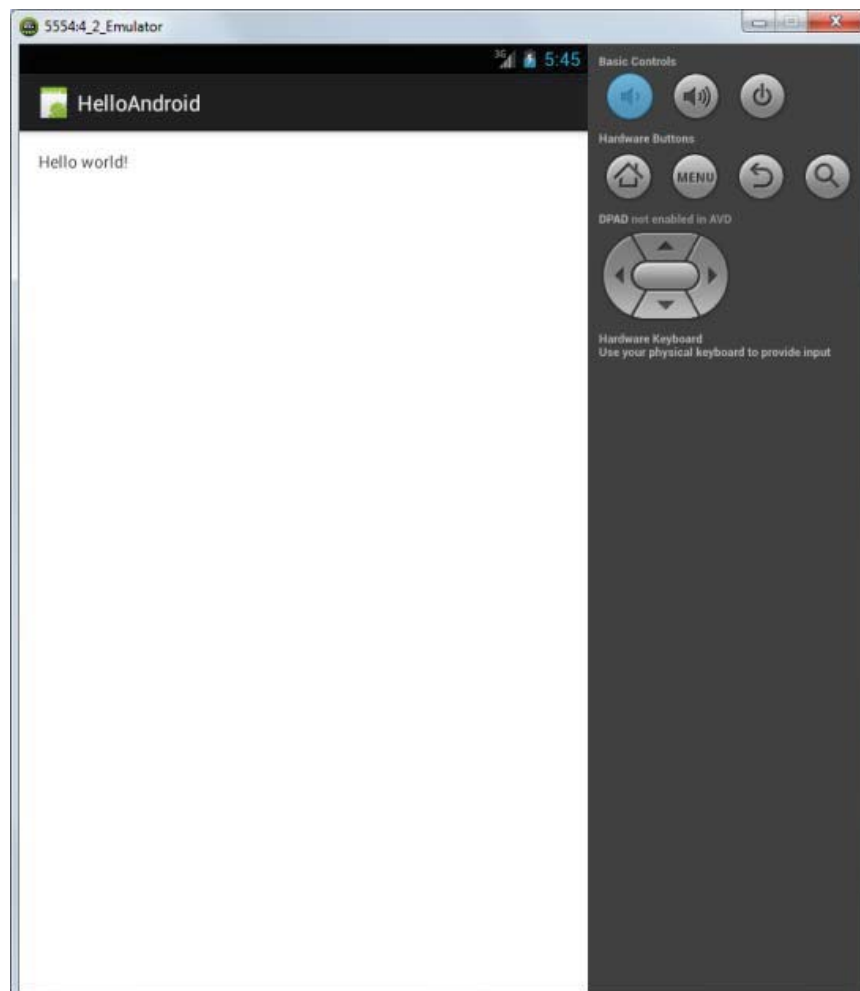 5554:4_2_Emulator
3G 5:45
HelloAndroid
Hello world!
Basic Controls
Hardware Buttons
MENU
DPAD not enabled in AVD
Hardware Keyboard
Use your physical keyboard to provide input